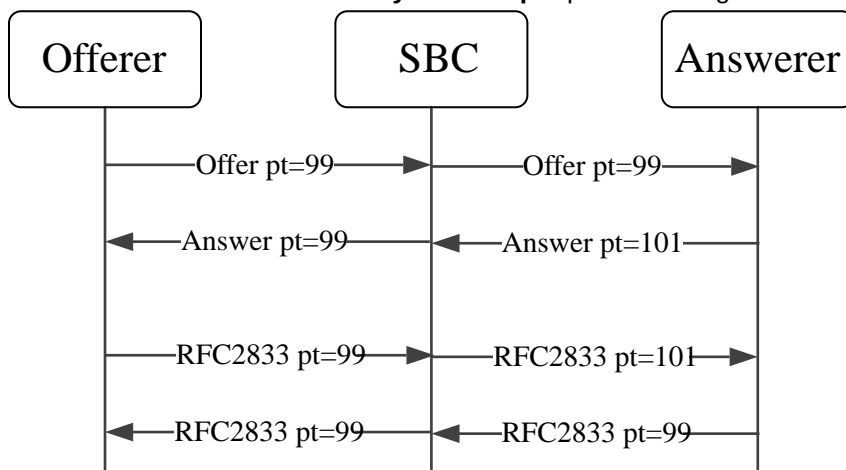 Offerer SBC Answerer
Offer pt=99 Offer pt=99
Answer pt=99 Answer pt=101
RFC2833 pt=99 RFC2833 pt=101
RFC2833 pt=99 RFC2833 pt=99